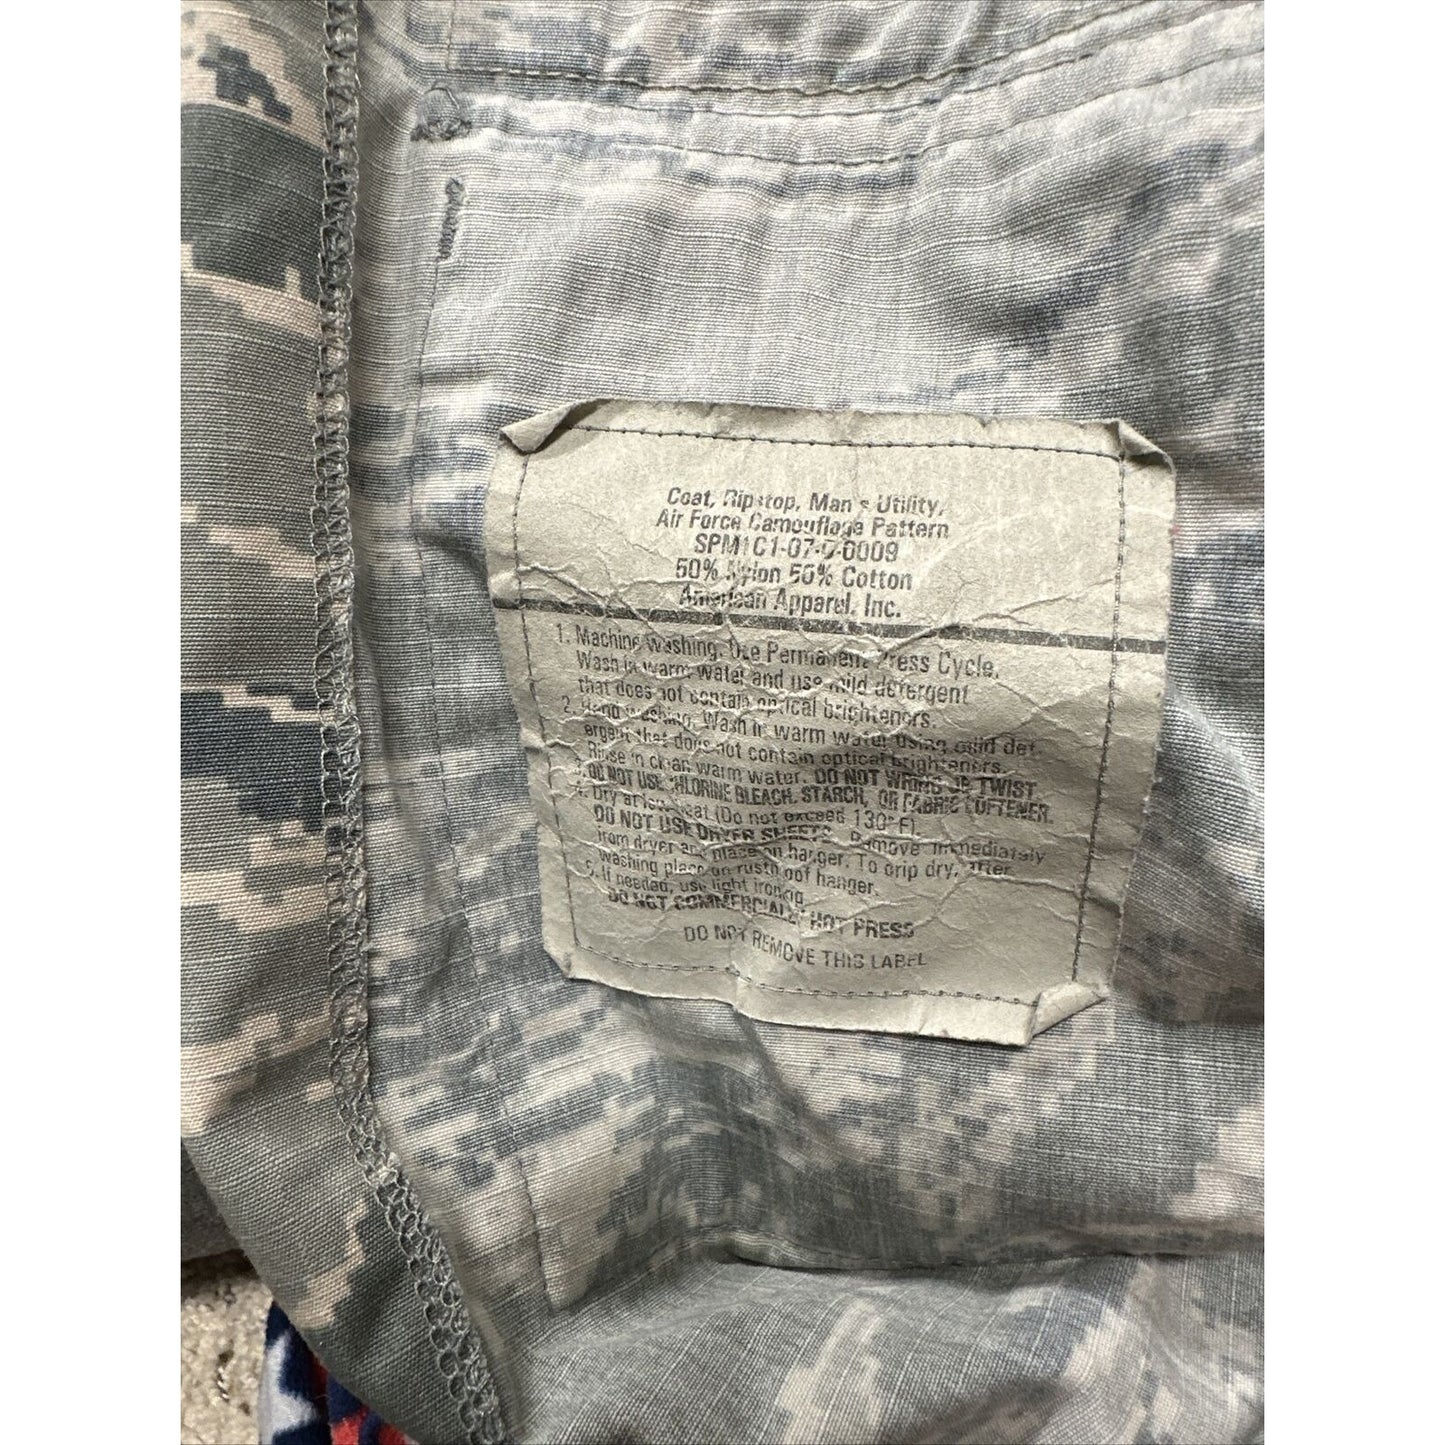 Coat, Ripstop, Man's Utility,
Air Force Camouflage Pattern
SPM1C1-07-D-0009
50% Nylon 50% Cotton
American Apparel, Inc.
1. Machine washing. Use Permanent Press Cycle.
Wash in warm water and use mild detergent
that does not contain optical brighteners.
2. Hand washing. Wash in warm water using mild det.
ergent that does not contain optical brighteners.
Rinse in clean warm water. DO NOT WRING OR TWIST.
3. DO NOT USE CHLORINE BLEACH, STARCH, OR FABRIC SOFTENER.
4. Dry at low heat (Do not exceed 130°F).
DO NOT USE DRYER SHEETS. Remove immediately
from dryer and place on hanger. To drip dry, after
washing place on rustproof hanger.
5. If needed, use light ironing
DO NOT COMMERCIALLY HOT PRESS
DO NOT REMOVE THIS LABEL